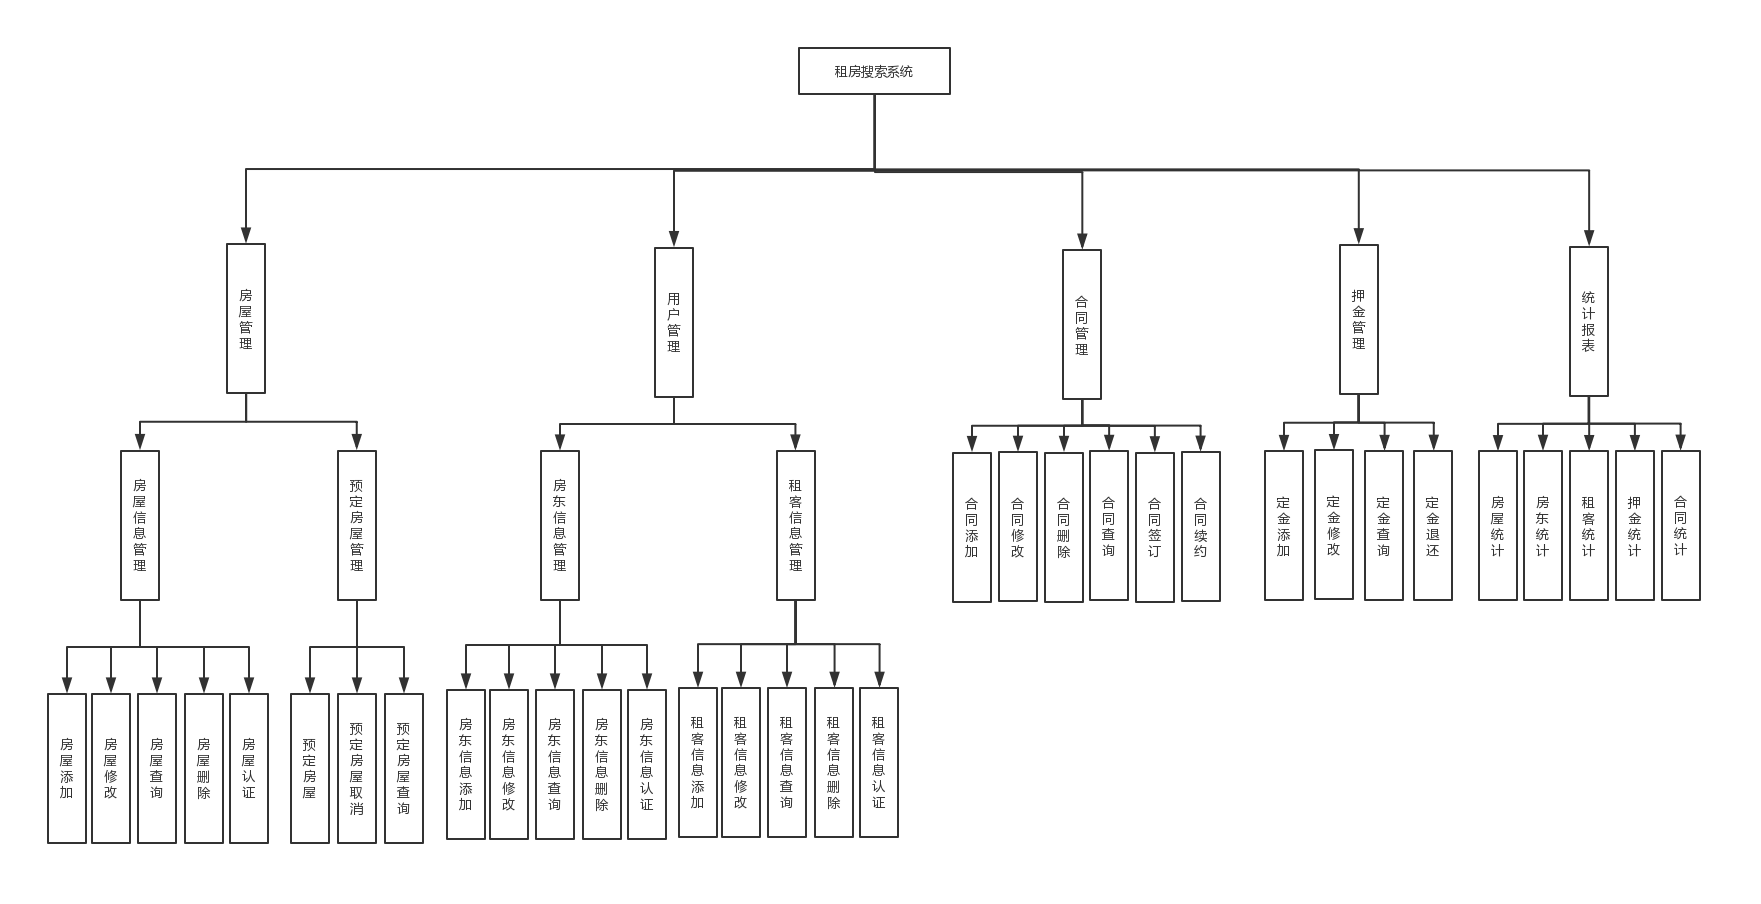 租房搜索系统
房屋管理
用户管理
合同管理
押金管理
统计报表
房屋信息管理
预定房屋管理
房东信息管理
租客信息管理
合同添加
合同修改
合同删除
合同查询
合同签订
合同续约
定金添加
定金修改
定金查询
定金退还
房屋统计
房东统计
租客统计
押金统计
合同统计
房屋添加
房屋修改
房屋查询
房屋删除
房屋认证
预定房屋
预定房屋取消
预定房屋查询
房东信息添加
房东信息修改
房东信息查询
房东信息删除
房东信息认证
租客信息添加
租客信息修改
租客信息查询
租客信息删除
租客信息认证